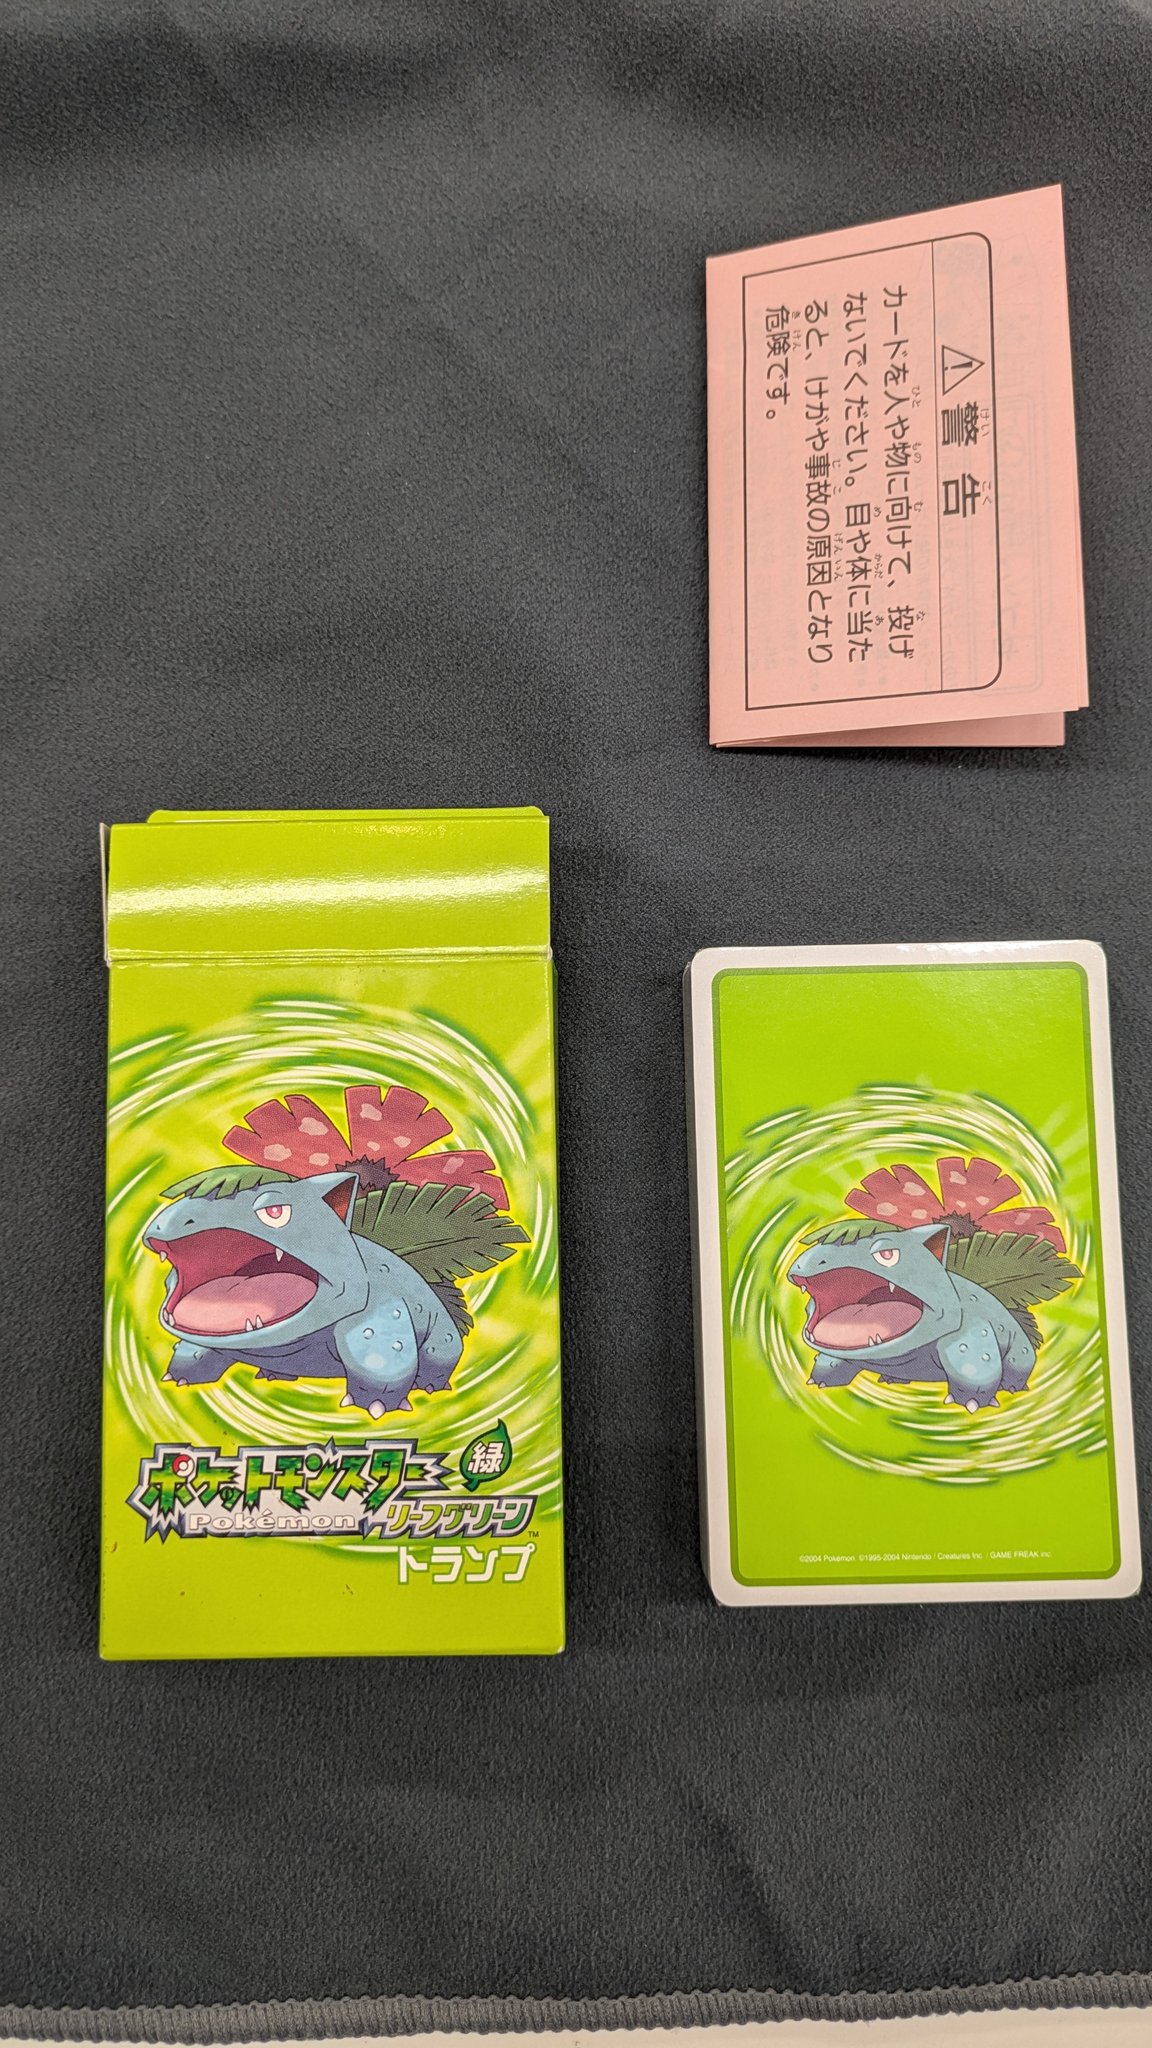 警告
カードを人や物に向けて、投げ
ないでください。目や体に当た
ると、けがや事故の原因となり
危険です。
ポケットモンスター
緑
Pokémon
リーフグリーン
TM
トランプ
©2004 Pokémon. ©1995-2004 Nintendo / Creatures Inc. / GAME FREAK inc.